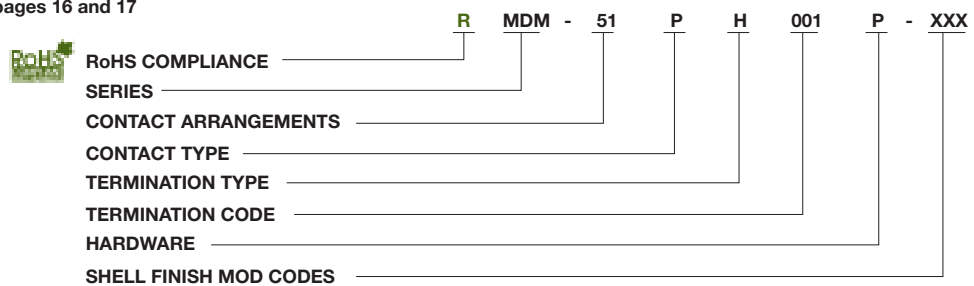 pages 16 and 17
R MDM - 51 P H 001 P - XXX
RoHS
RoHS COMPLIANCE
SERIES
CONTACT ARRANGEMENTS
CONTACT TYPE
TERMINATION TYPE
TERMINATION CODE
HARDWARE
SHELL FINISH MOD CODES